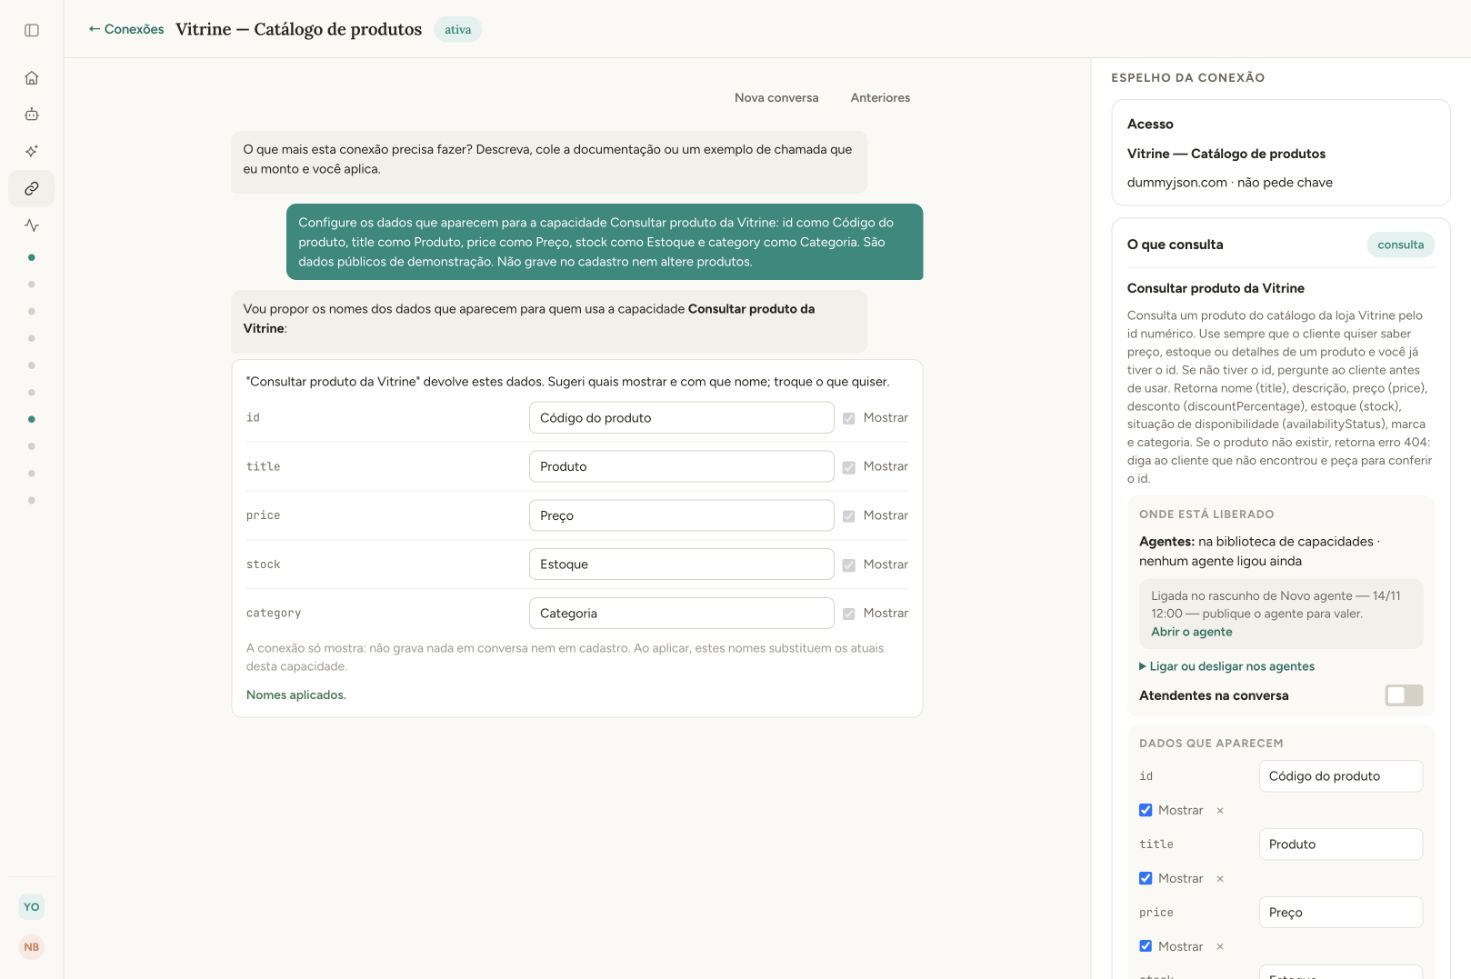 ← Conexões
Vitrine — Catálogo de produtos
ativa
Nova conversa
Anteriores
O que mais esta conexão precisa fazer? Descreva, cole a documentação ou um exemplo de chamada que
eu monto e você aplica.
Configure os dados que aparecem para a capacidade Consultar produto da Vitrine: id como Código do
produto, title como Produto, price como Preço, stock como Estoque e category como Categoria. São
dados públicos de demonstração. Não grave no cadastro nem altere produtos.
Vou propor os nomes dos dados que aparecem para quem usa a capacidade Consultar produto da
Vitrine:
"Consultar produto da Vitrine" devolve estes dados. Sugeri quais mostrar e com que nome; troque o que quiser.
id
Código do produto
Mostrar
title
Produto
Mostrar
price
Preço
Mostrar
stock
Estoque
Mostrar
category
Categoria
Mostrar
A conexão só mostra: não grava nada em conversa nem em cadastro. Ao aplicar, estes nomes substituem os atuais
desta capacidade.
Nomes aplicados.
ESPELHO DA CONEXÃO
Acesso
Vitrine — Catálogo de produtos
dummyjson.com · não pede chave
O que consulta
consulta
Consultar produto da Vitrine
Consulta um produto do catálogo da loja Vitrine pelo
id numérico. Use sempre que o cliente quiser saber
preço, estoque ou detalhes de um produto e você já
tiver o id. Se não tiver o id, pergunte ao cliente antes
de usar. Retorna nome (title), descrição, preço (price),
desconto (discountPercentage), estoque (stock),
situação de disponibilidade (availabilityStatus), marca
e categoria. Se o produto não existir, retorna erro 404:
diga ao cliente que não encontrou e peça para conferir
o id.
ONDE ESTÁ LIBERADO
Agentes: na biblioteca de capacidades ·
nenhum agente ligou ainda
Ligada no rascunho de Novo agente — 14/11
12:00 — publique o agente para valer.
Abrir o agente
▶ Ligar ou desligar nos agentes
Atendentes na conversa
DADOS QUE APARECEM
id
Código do produto
Mostrar ×
title
Produto
Mostrar ×
price
Preço
Mostrar ×
stock
Estoque
YO
NB